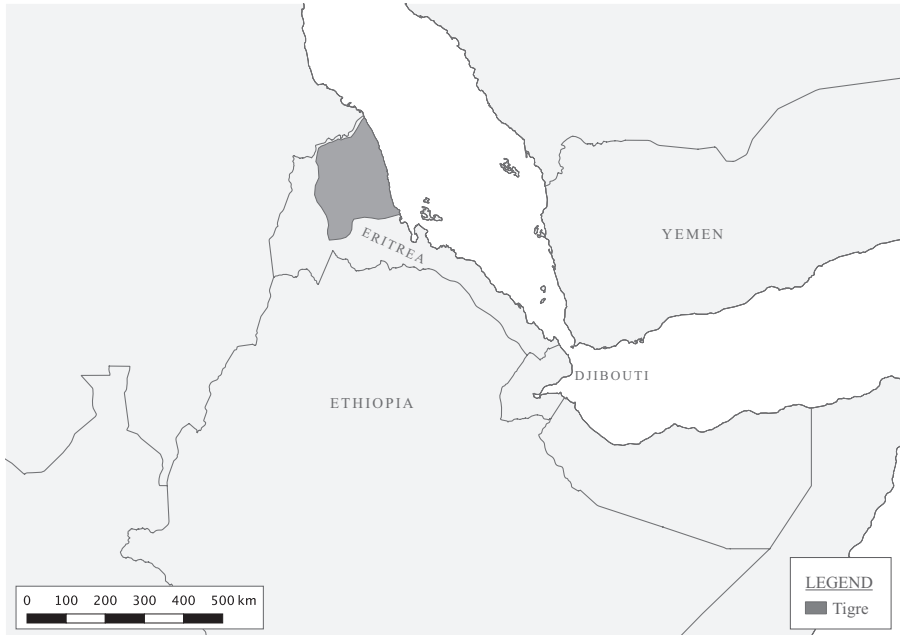 YEMEN
ERITREA
DJIBOUTI
ETHIOPIA
0 100 200 300 400 500 km
LEGEND
Tigre